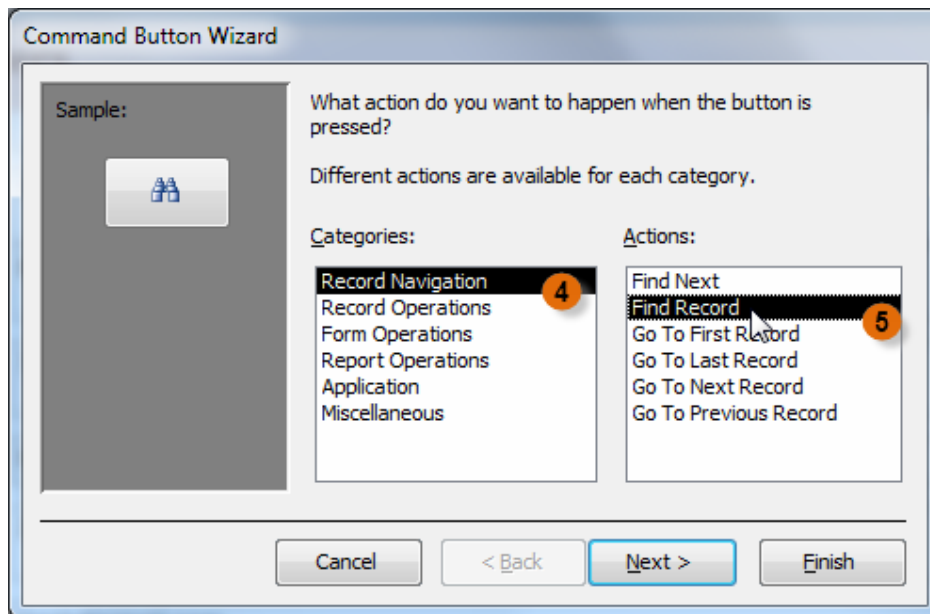 Command Button Wizard
Sample:
What action do you want to happen when the button is
pressed?
Different actions are available for each category.
Categories:
Actions:
Record Navigation
Record Operations
Form Operations
Report Operations
Application
Miscellaneous
4
Find Next
Find Record
Go To First Record
Go To Last Record
Go To Next Record
Go To Previous Record
5
Cancel
< Back
Next >
Finish